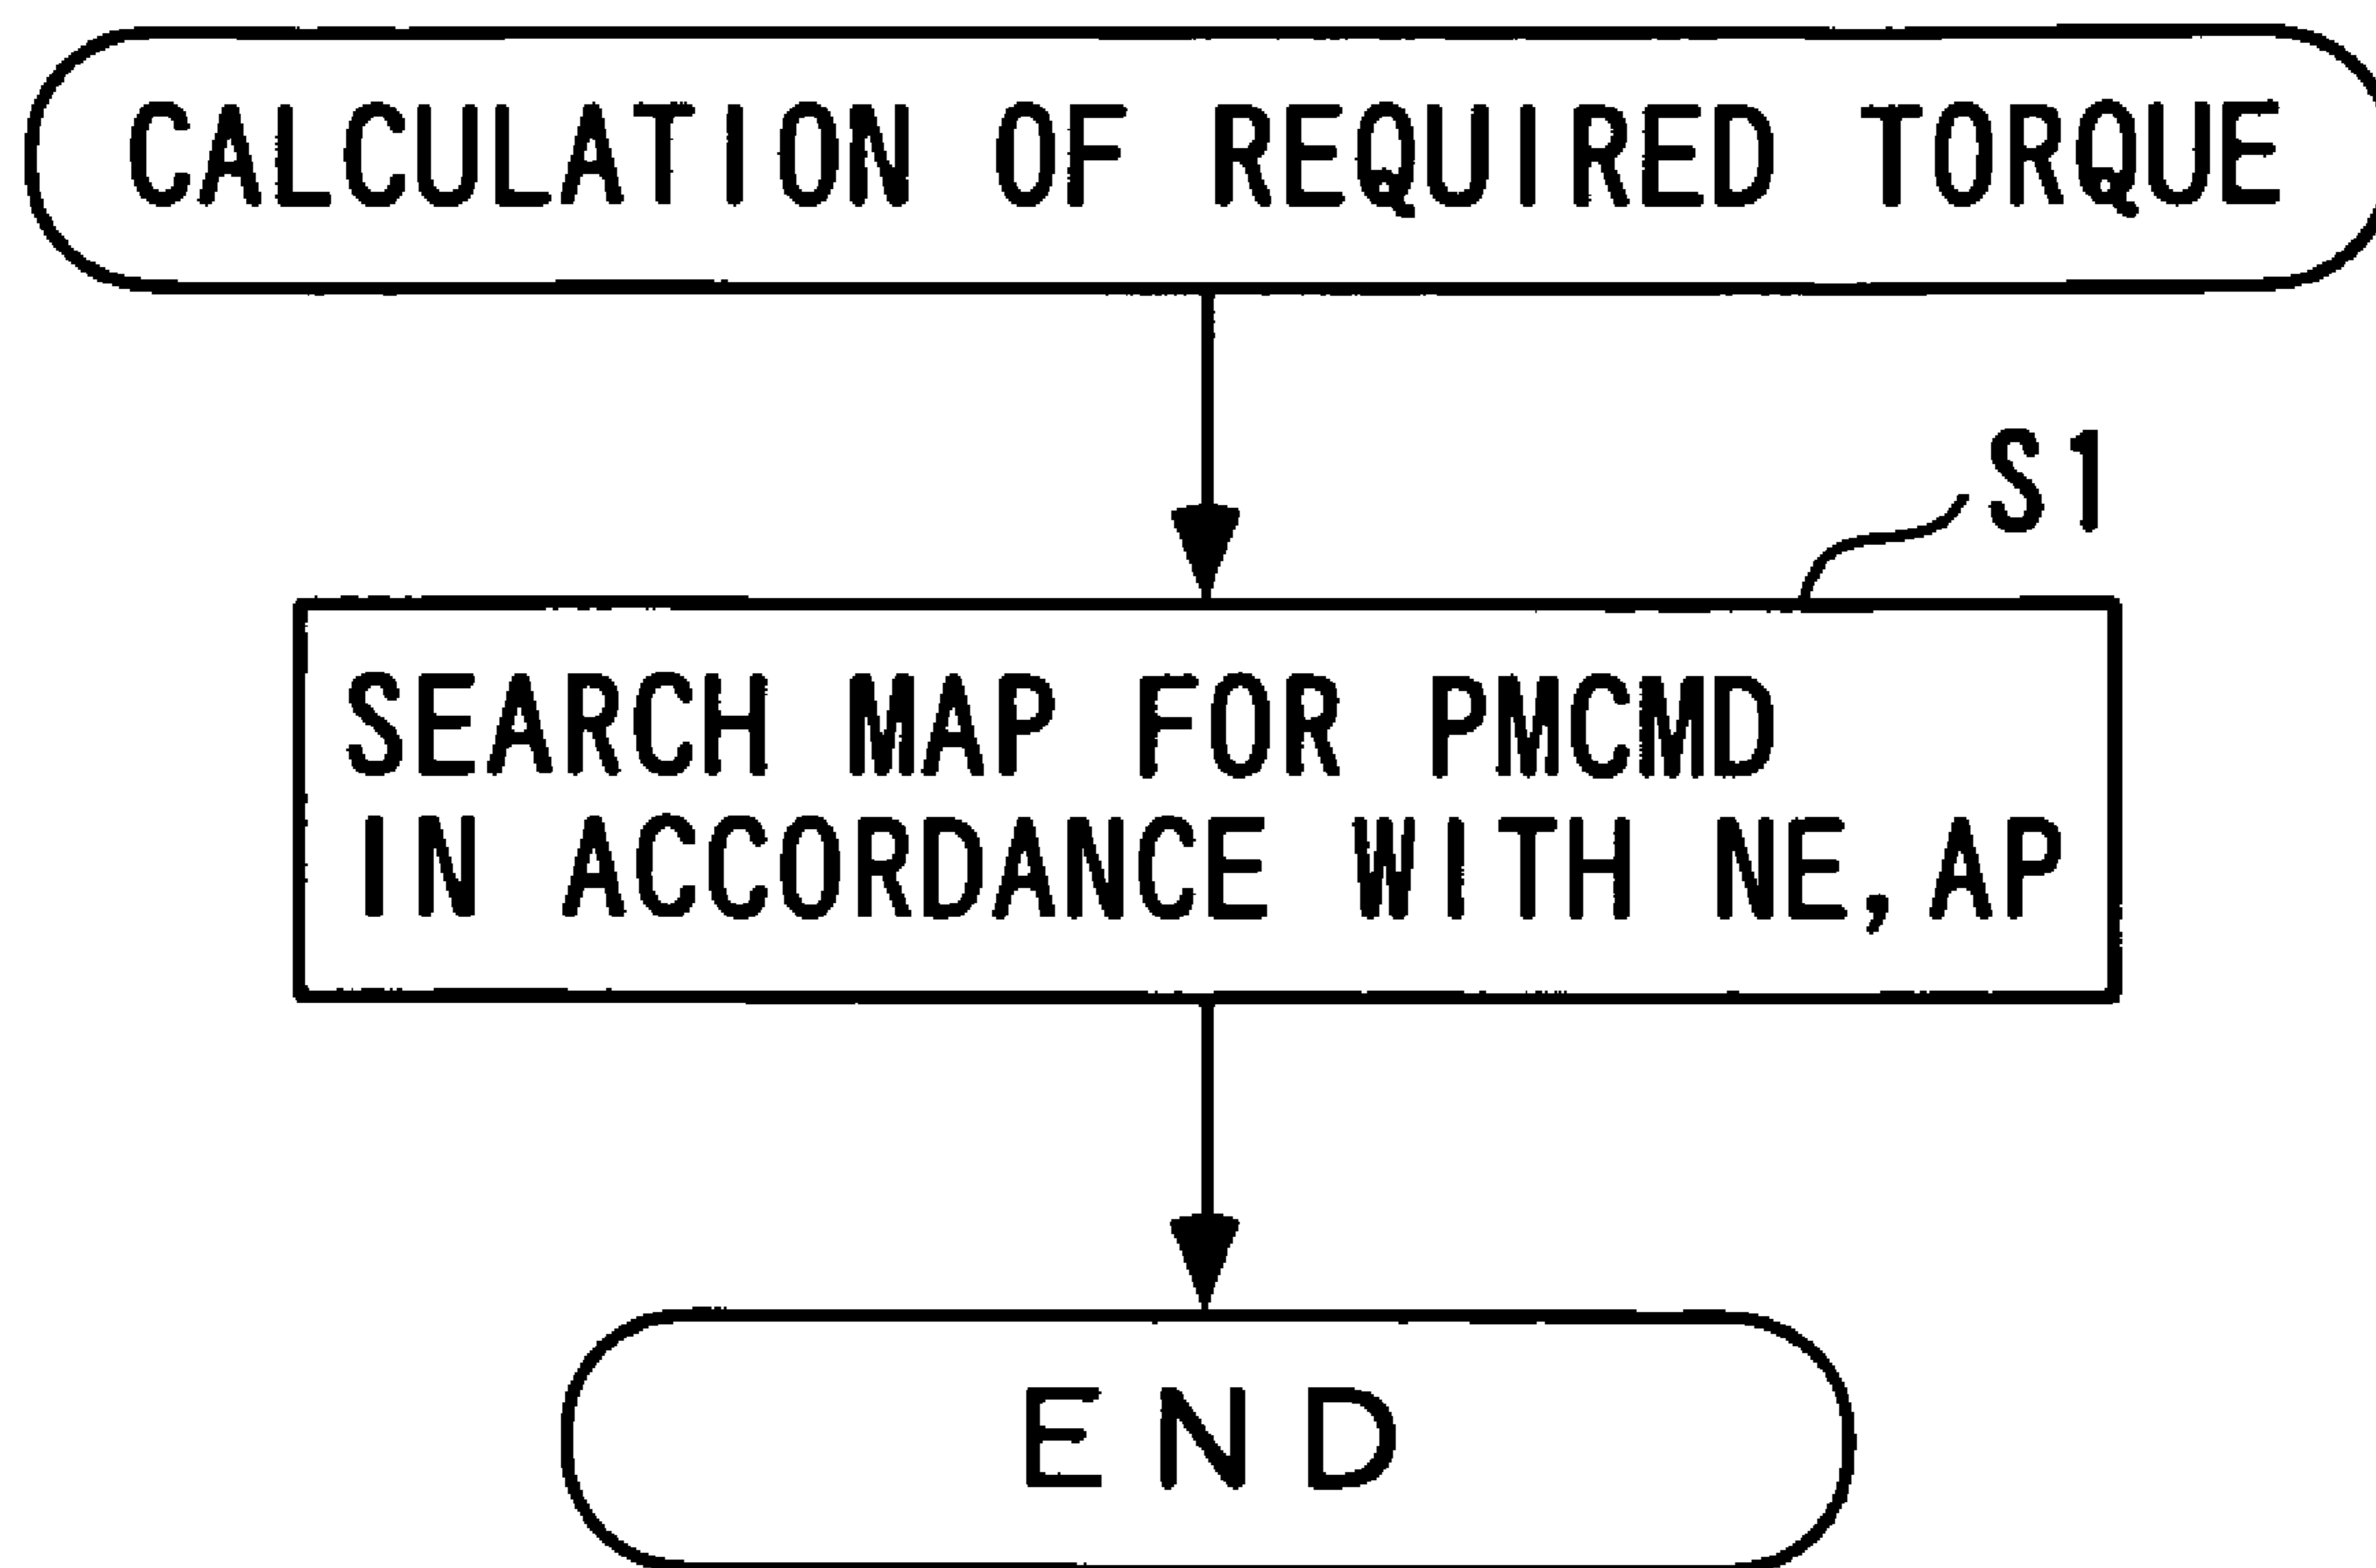 CALCULATION OF REQUIRED TORQUE
S1
SEARCH MAP FOR PMCMD
IN ACCORDANCE WITH NE, AP
END